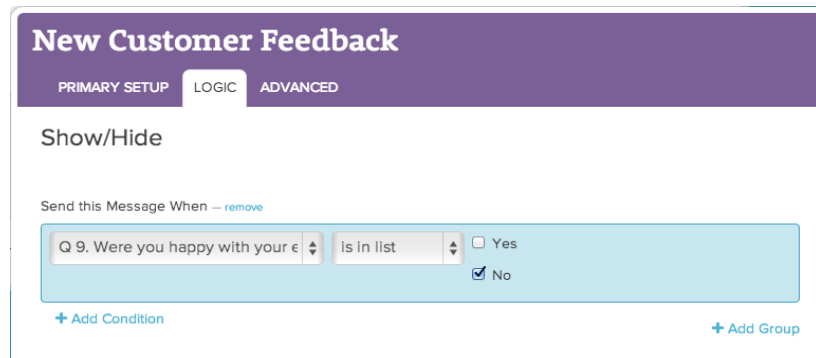 New Customer Feedback
PRIMARY SETUP LOGIC ADVANCED
Show/Hide
Send this Message When — remove
Q 9. Were you happy with your is in list Yes
No
+ Add Condition
+ Add Group